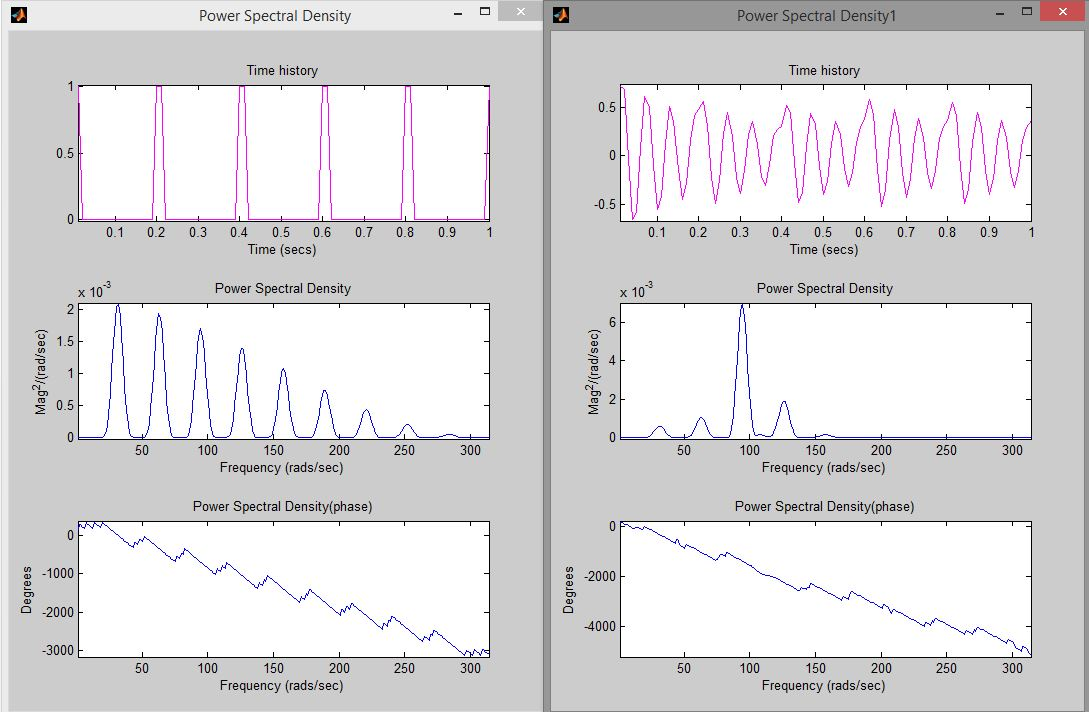 Power Spectral Density
Time history
1
0.5
0
0.1 0.2 0.3 0.4 0.5 0.6 0.7 0.8 0.9 1
Time (secs)
x 10^-3
Power Spectral Density
2
1.5
1
0.5
0
Mag^2/(rad/sec)
50 100 150 200 250 300
Frequency (rads/sec)
Power Spectral Density(phase)
0
-1000
-2000
-3000
Degrees
50 100 150 200 250 300
Frequency (rads/sec)
Power Spectral Density1
Time history
0.5
0
-0.5
0.1 0.2 0.3 0.4 0.5 0.6 0.7 0.8 0.9 1
Time (secs)
x 10^-3
Power Spectral Density
6
4
2
0
Mag^2/(rad/sec)
50 100 150 200 250 300
Frequency (rads/sec)
Power Spectral Density(phase)
0
-2000
-4000
Degrees
50 100 150 200 250 300
Frequency (rads/sec)